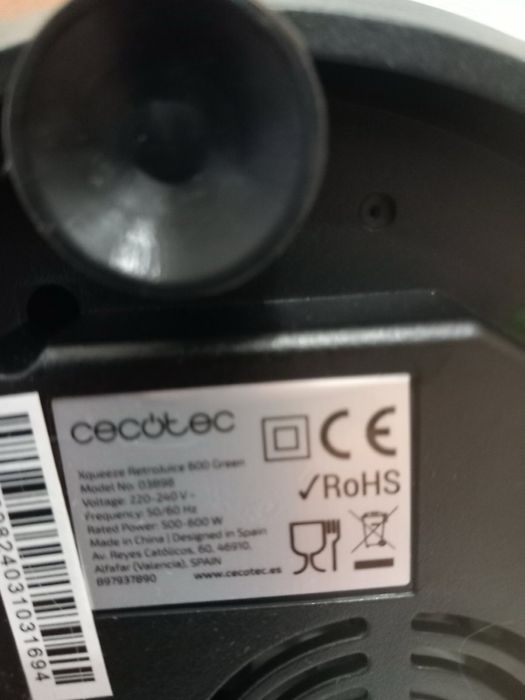 cecotec
Xqueeze RetroJuice 600 Green
Model No: 03898
Voltage: 220-240 V ~
Frequency: 50/60 Hz
Rated Power: 500-600 W
Made in China | Designed in Spain
Av. Reyes Católicos, 60, 46910,
Alfafar (Valencia), SPAIN
B97937890 www.cecotec.es
CE
✓RoHS